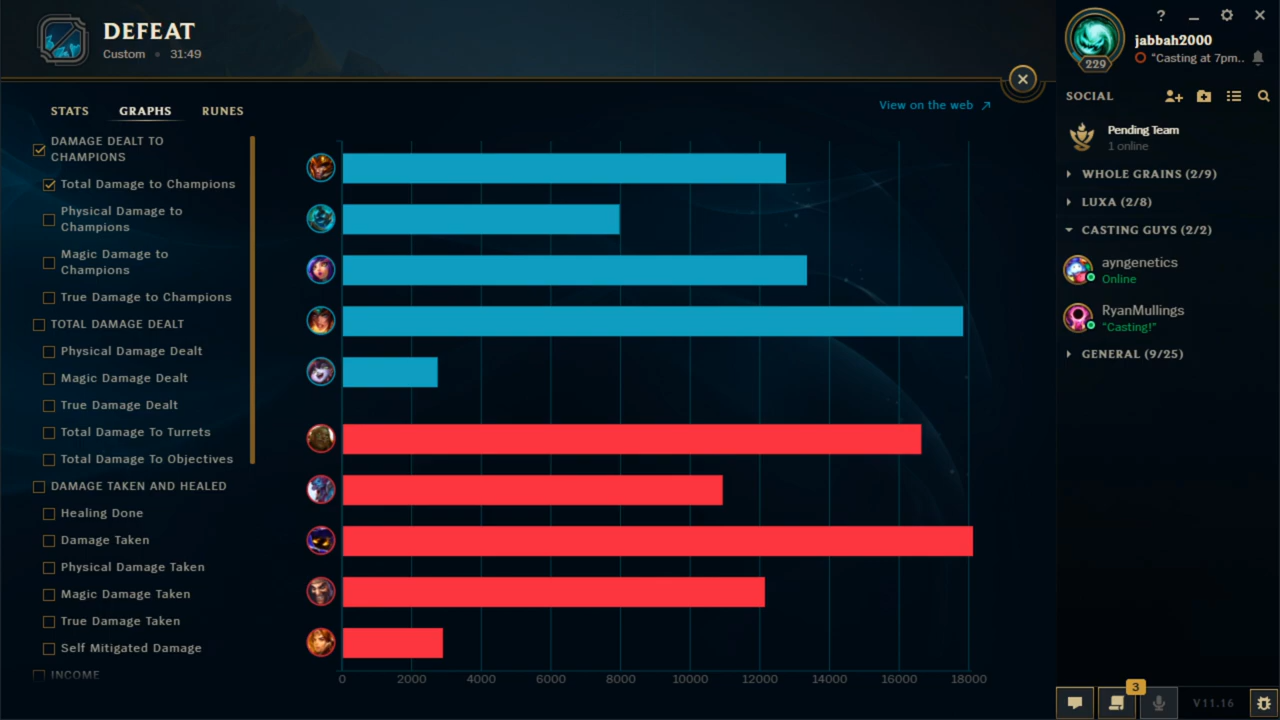 DEFEAT
Custom • 31:49
STATS GRAPHS RUNES
View on the web
DAMAGE DEALT TO
CHAMPIONS
Total Damage to Champions
Physical Damage to
Champions
Magic Damage to
Champions
True Damage to Champions
TOTAL DAMAGE DEALT
Physical Damage Dealt
Magic Damage Dealt
True Damage Dealt
Total Damage To Turrets
Total Damage To Objectives
DAMAGE TAKEN AND HEALED
Healing Done
Damage Taken
Physical Damage Taken
Magic Damage Taken
True Damage Taken
Self Mitigated Damage
INCOME
0 2000 4000 6000 8000 10000 12000 14000 16000 18000
?
jabbah2000
229
"Casting at 7pm..
SOCIAL
Pending Team
1 online
WHOLE GRAINS (2/9)
LUXA (2/8)
CASTING GUYS (2/2)
ayngenetics
Online
RyanMullings
"Casting!"
GENERAL (9/25)
3
V11.16